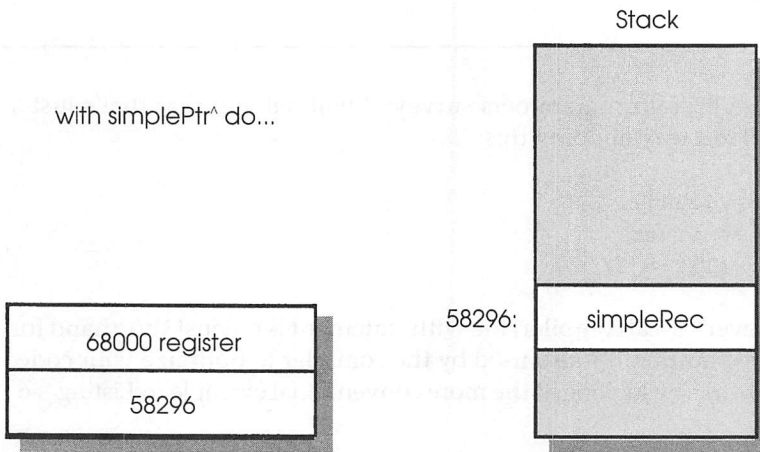 Stack
with simplePtr^ do...
58296:
simpleRec
68000 register
58296